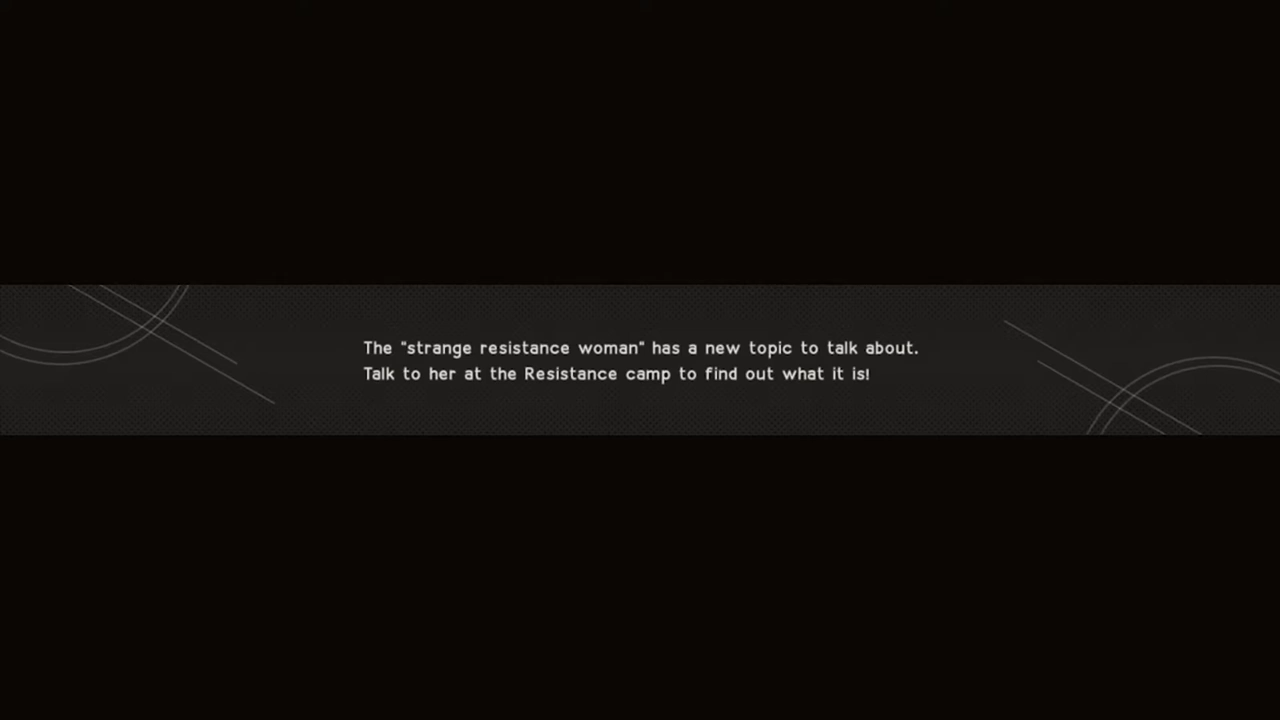 The "strange resistance woman" has a new topic to talk about.
Talk to her at the Resistance camp to find out what it is!